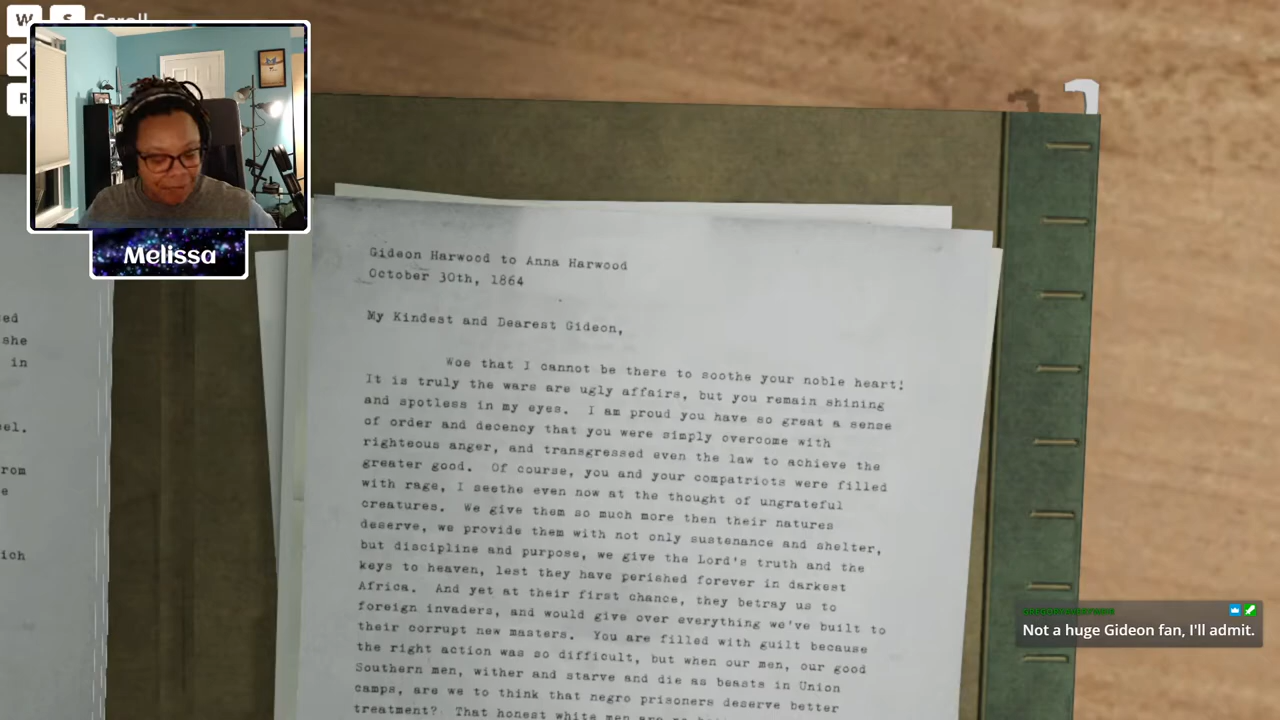 W S Scroll
R
Melissa
Gideon Harwood to Anna Harwood
October 30th, 1864
My Kindest and Dearest Gideon,
Woe that I cannot be there to soothe your noble heart!
It is truly the wars are ugly affairs, but you remain shining
and spotless in my eyes. I am proud you have so great a sense
of order and decency that you were simply overcome with
righteous anger, and transgressed even the law to achieve the
greater good. Of course, you and your compatriots were filled
with rage, I seethe even now at the thought of ungrateful
creatures. We give them so much more then their natures
deserve, we provide them with not only sustenance and shelter,
but discipline and purpose, we give the Lord's truth and the
keys to heaven, lest they have perished forever in darkest
Africa. And yet at their first chance, they betray us to
foreign invaders, and would give over everything we've built to
their corrupt new masters. You are filled with guilt because
the right action was so difficult, but when our men, our good
Southern men, wither and starve and die as beasts in Union
camps, are we to think that negro prisoners deserve better
treatment? That honest white men are
she
in
ich
Not a huge Gideon fan, I'll admit.